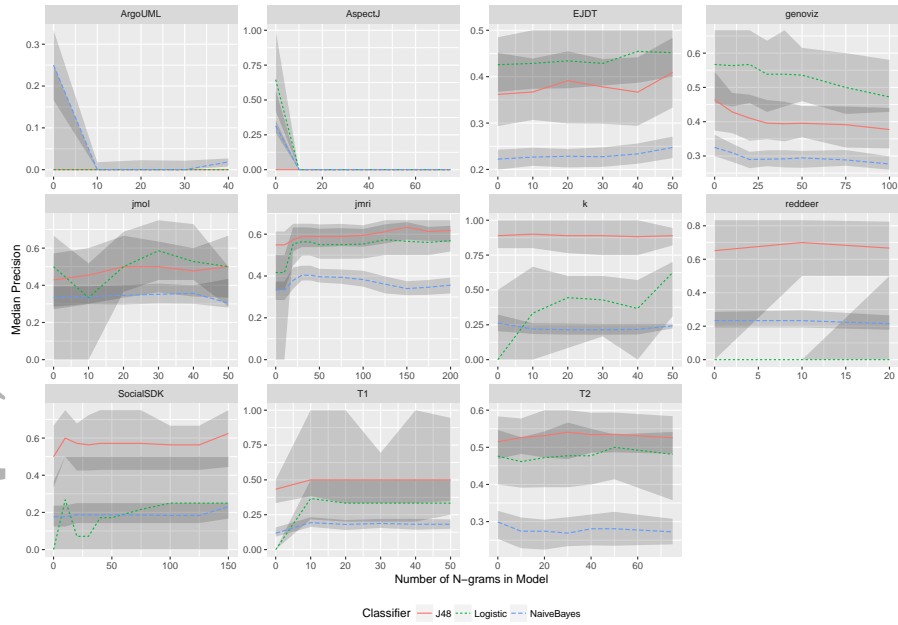 ArgoUML AspectJ EJDT genoviz
0.3
0.2
0.1
0.0
0 10 20 30 40
1.00
0.75
0.50
0.25
0.00
0 20 40 60
0.5
0.4
0.3
0.2
0 10 20 30 40 50
0.6
0.5
0.4
0.3
0 25 50 75 100
jmol jmri k reddeer
0.6
0.4
0.2
0.0
0 10 20 30 40 50
0.6
0.4
0.2
0.0
0 50 100 150 200
1.00
0.75
0.50
0.25
0.00
0 10 20 30 40 50
0.8
0.6
0.4
0.2
0.0
0 5 10 15 20
Median Precision
SocialSDK T1 T2
0.6
0.4
0.2
0.0
0 50 100 150
1.00
0.75
0.50
0.25
0.00
0 10 20 30 40 50
0.6
0.5
0.4
0.3
0 20 40 60
Number of N−grams in Model
Classifier J48 Logistic NaiveBayes